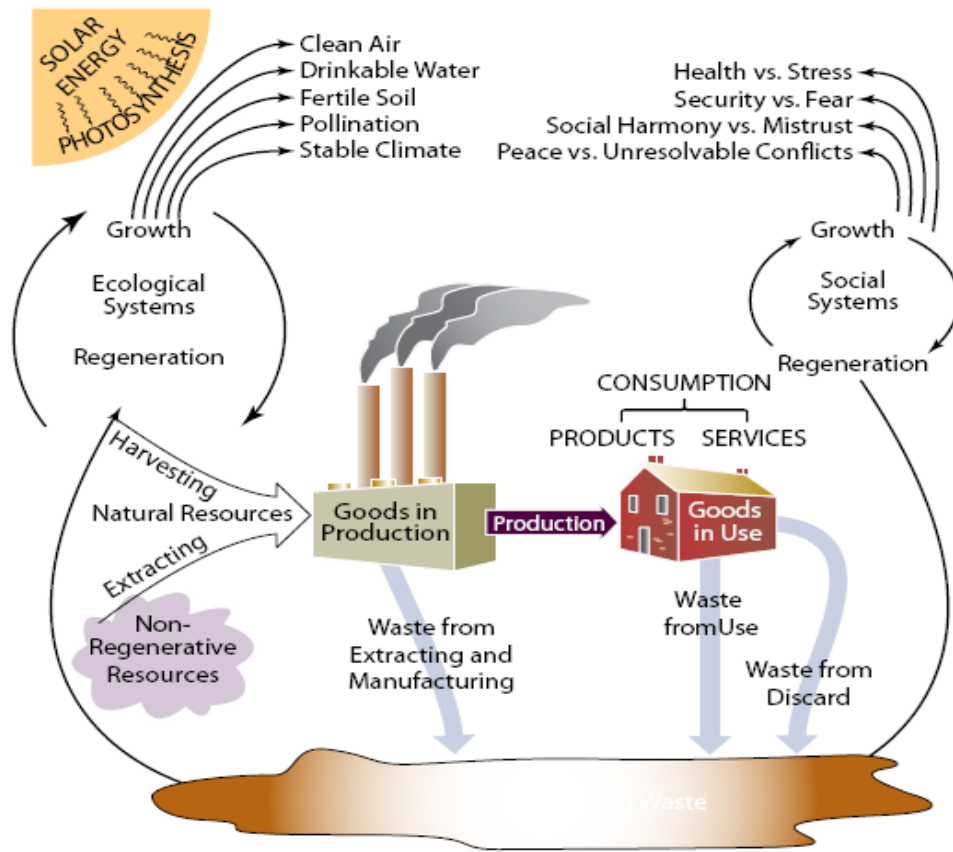 SOLAR
ENERGY
PHOTOSYNTHESIS
Clean Air
Drinkable Water
Fertile Soil
Pollination
Stable Climate
Health vs. Stress
Security vs. Fear
Social Harmony vs. Mistrust
Peace vs. Unresolvable Conflicts
Growth
Ecological
Systems
Regeneration
Growth
Social
Systems
Regeneration
CONSUMPTION
PRODUCTS
SERVICES
Harvesting
Natural Resources
Extracting
Goods in
Production
Production
Goods
in Use
Non-
Regenerative
Resources
Waste from
Extracting and
Manufacturing
Waste
fromUse
Waste from
Discard
Waste